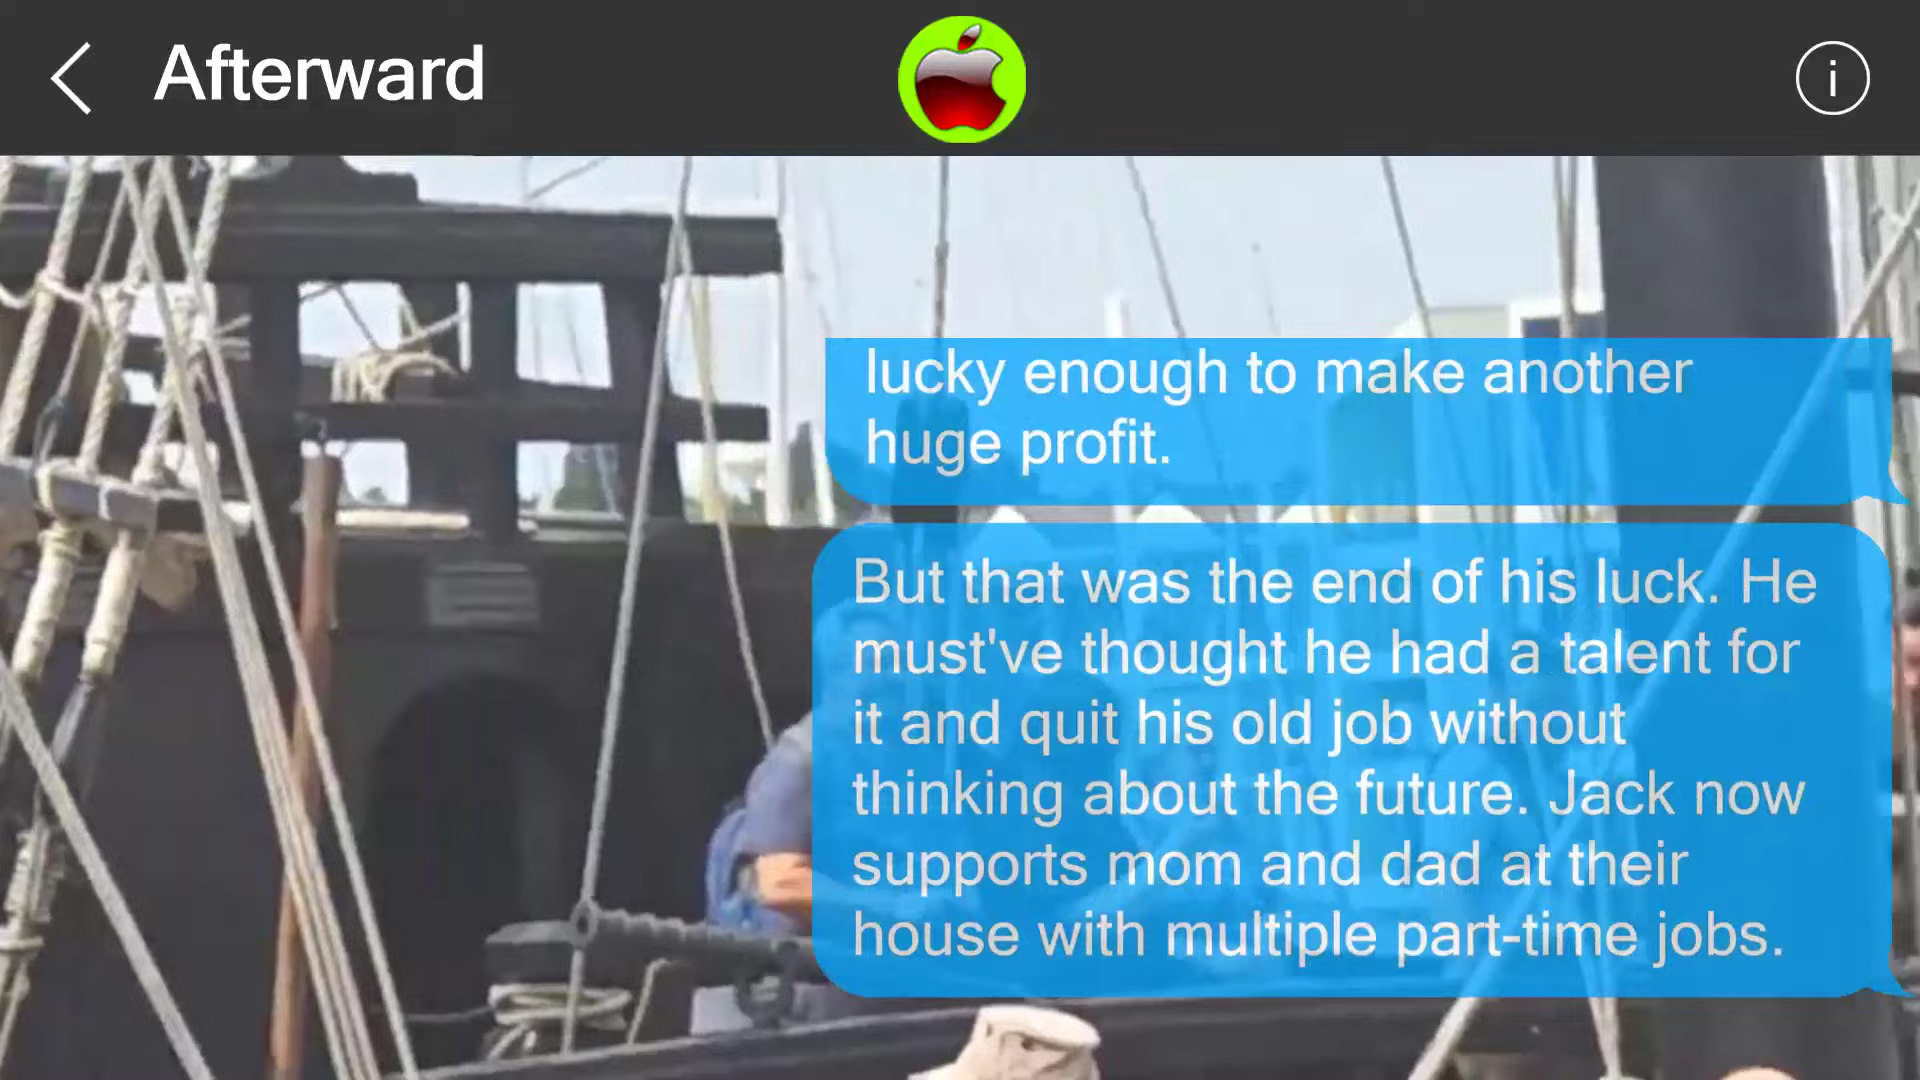 Afterward
lucky enough to make another
huge profit.
But that was the end of his luck. He
must've thought he had a talent for
it and quit his old job without
thinking about the future. Jack now
supports mom and dad at their
house with multiple part-time jobs.